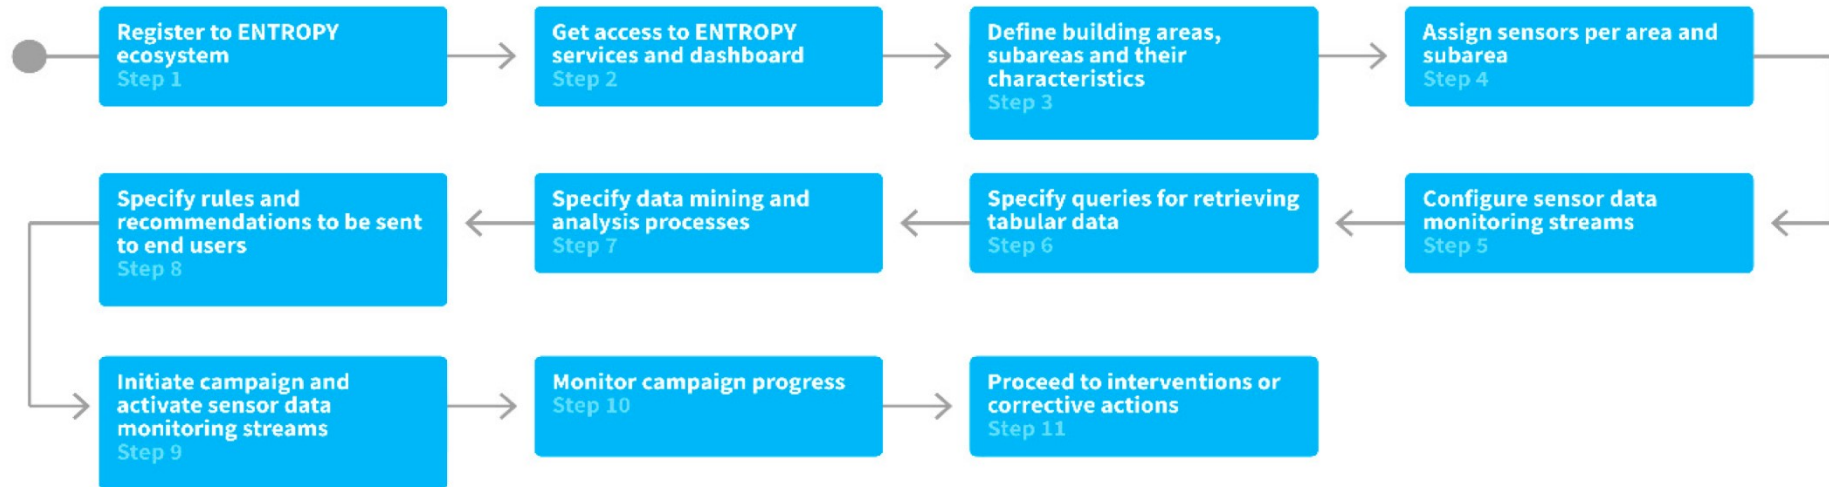 Register to ENTROPY
ecosystem
Step 1
Get access to ENTROPY
services and dashboard
Step 2
Define building areas,
subareas and their
characteristics
Step 3
Assign sensors per area and
subarea
Step 4
Configure sensor data
monitoring streams
Step 5
Specify queries for retrieving
tabular data
Step 6
Specify data mining and
analysis processes
Step 7
Specify rules and
recommendations to be sent
to end users
Step 8
Initiate campaign and
activate sensor data
monitoring streams
Step 9
Monitor campaign progress
Step 10
Proceed to interventions or
corrective actions
Step 11